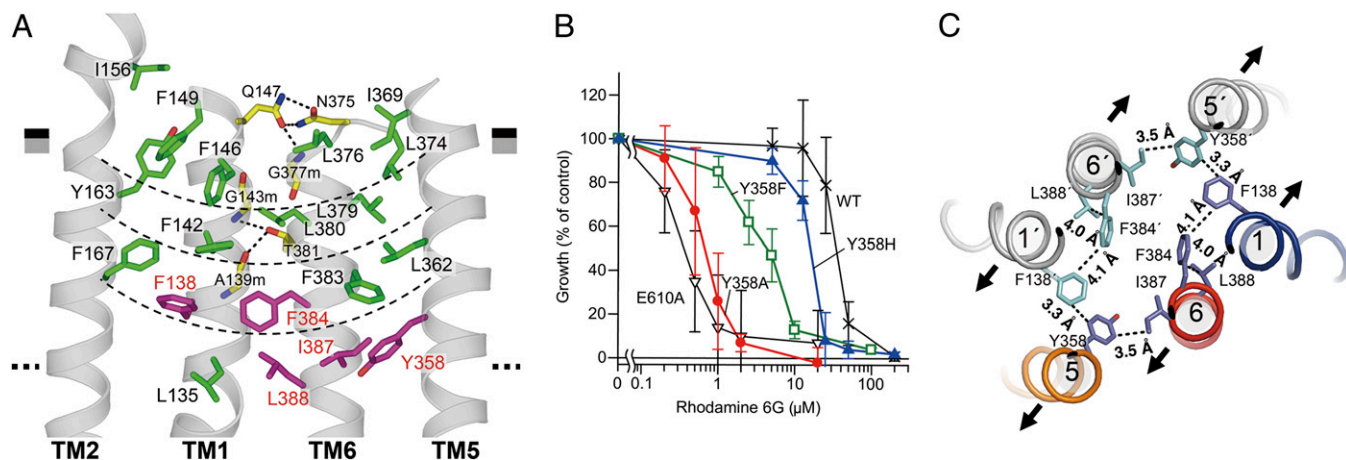 A
I156
F149
Q147
N375
I369
L376
L374
F146
G377m
Y163
G143m
L379
L380
F142
T381
F167
L362
A139m
F383
F138
F384
I387
Y358
L135
L388
TM2
TM1
TM6
TM5
B
Growth (% of control)
120
100
80
60
40
20
0
0
0.1
1
10
100
Rhodamine 6G (µM)
WT
Y358F
Y358H
Y358A
E610A
C
5´
3.5 Å
Y358´
6´
3.3 Å
L388´
I387´
F138
1´
4.0 Å
F384´
4.1 Å
1
F138
4.1 Å
F384
4.0 Å
3.3 Å
I387
L388
Y358
6
3.5 Å
5